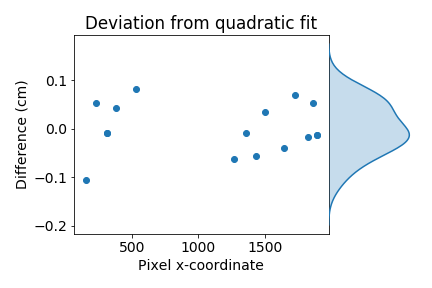 Deviation from quadratic fit
Difference (cm)
0.1
0.0
−0.1
−0.2
500 1000 1500
Pixel x-coordinate